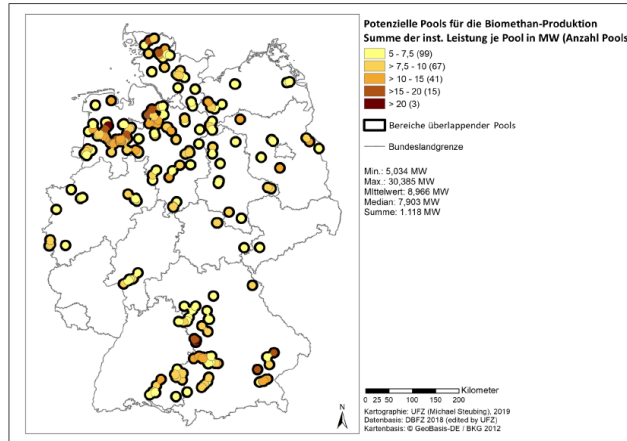 Potenzielle Pools für die Biomethan-Produktion
Summe der inst. Leistung je Pool in MW (Anzahl Pools
5 - 7,5 (99)
> 7,5 - 10 (67)
> 10 - 15 (41)
>15 - 20 (15)
> 20 (3)
Bereiche überlappender Pools
Bundeslandgrenze
Min.: 5,034 MW
Max.: 30,385 MW
Mittelwert: 8,966 MW
Median: 7,903 MW
Summe: 1.118 MW
Kilometer
0 25 50 100 150 200
N
Kartographie: UFZ (Michael Steubing), 2019
Datenbasis: DBFZ 2018 (edited by UFZ)
Kartenbasis: © GeoBasis-DE / BKG 2012